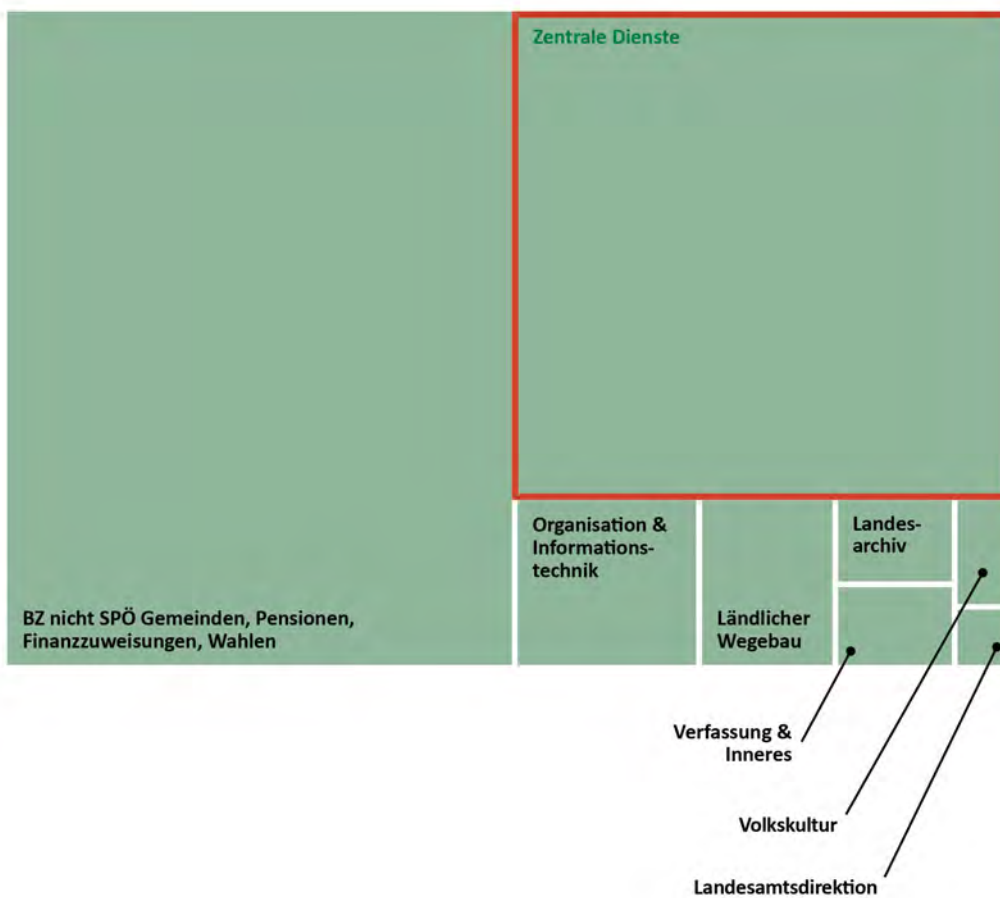 Zentrale Dienste
BZ nicht SPÖ Gemeinden, Pensionen,
Finanzzuweisungen, Wahlen
Organisation &
Informations-
technik
Ländlicher
Wegebau
Landes-
archiv
Verfassung &
Inneres
Volkskultur
Landesamtsdirektion